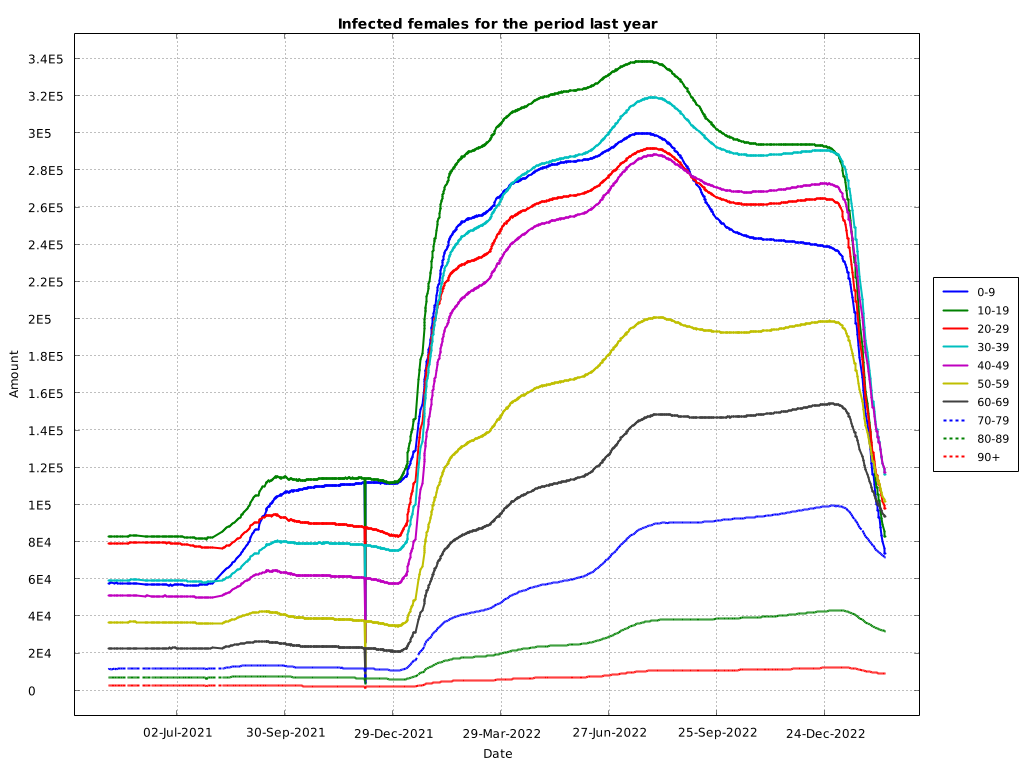 Infected females for the period last year
3.4E5
3.2E5
3E5
2.8E5
2.6E5
2.4E5
2.2E5
2E5
1.8E5
1.6E5
1.4E5
1.2E5
1E5
8E4
6E4
4E4
2E4
0
Amount
02-Jul-2021 30-Sep-2021 29-Dec-2021 29-Mar-2022 27-Jun-2022 25-Sep-2022 24-Dec-2022
Date
0-9
10-19
20-29
30-39
40-49
50-59
60-69
70-79
80-89
90+